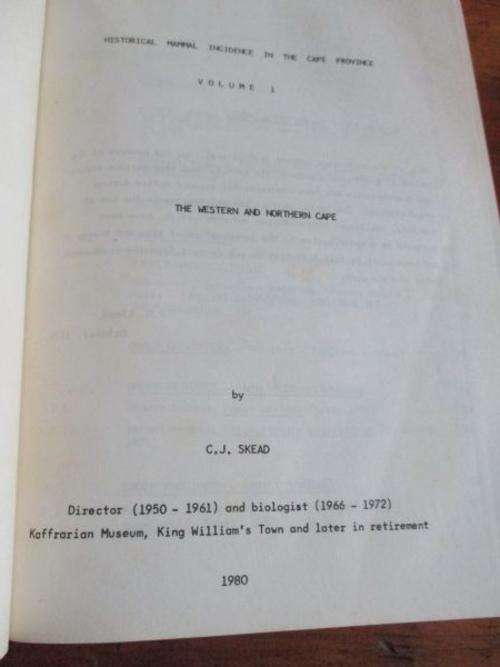 HISTORICAL MAMMAL INCIDENCE IN THE CAPE PROVINCE
VOLUME 1
THE WESTERN AND NORTHERN CAPE
by
C.J. SKEAD
Director (1950 - 1961) and biologist (1966 - 1972)
Kaffrarian Museum, King William's Town and later in retirement
1980